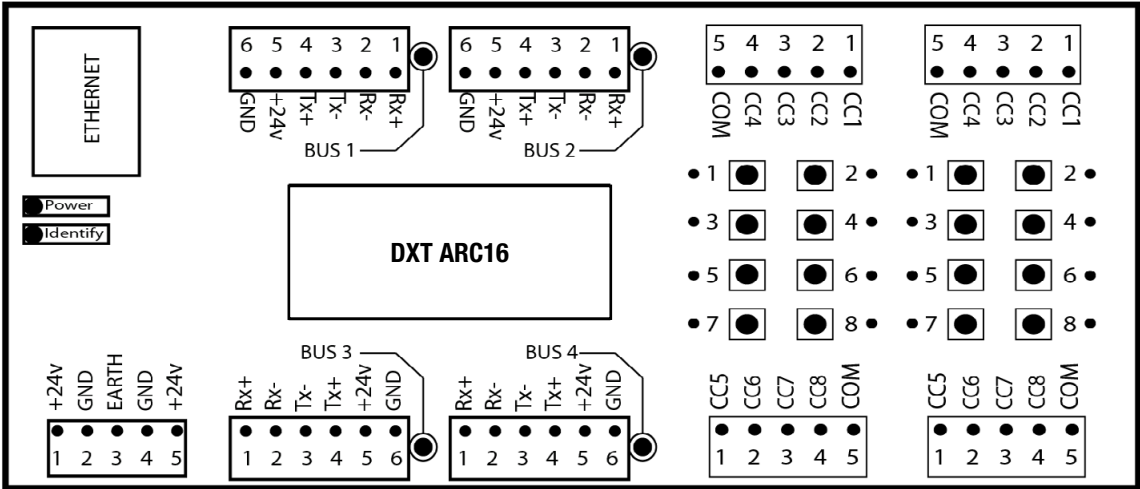 ETHERNET
6 5 4 3 2 1
GND +24v Tx+ Tx- Rx- Rx+
BUS 1
6 5 4 3 2 1
GND +24v Tx+ Tx- Rx- Rx+
BUS 2
5 4 3 2 1
COM CC4 CC3 CC2 CC1
5 4 3 2 1
COM CC4 CC3 CC2 CC1
Power
Identify
DXT ARC16
1 2
3 4
5 6
7 8
1 2
3 4
5 6
7 8
+24v GND EARTH GND +24v
1 2 3 4 5
BUS 3
Rx+ Rx- Tx- Tx+ +24v GND
1 2 3 4 5 6
BUS 4
Rx+ Rx- Tx- Tx+ +24v GND
1 2 3 4 5 6
CC5 CC6 CC7 CC8 COM
1 2 3 4 5
CC5 CC6 CC7 CC8 COM
1 2 3 4 5